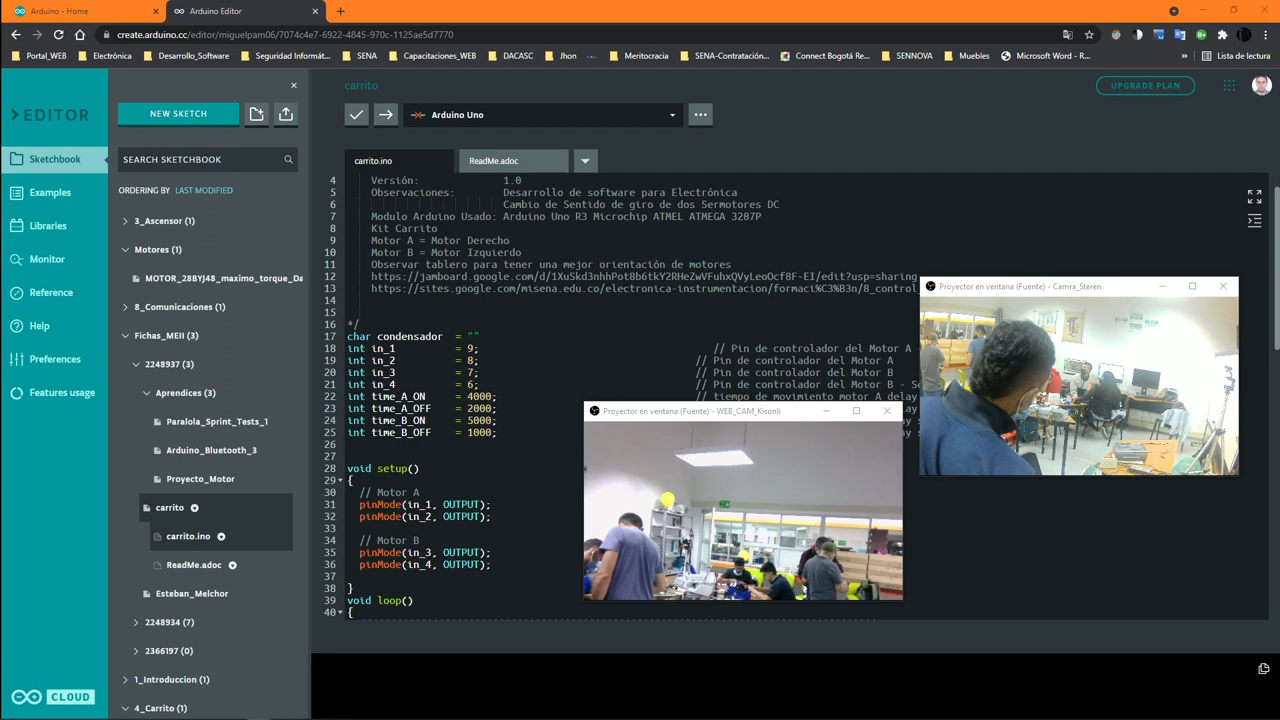 Arduino - Home
Arduino Editor
create.arduino.cc/editor/miguelpam06/7074c4e7-6922-4845-970c-1125ae5d7770
Portal_WEB
Electrónica
Desarrollo_Software
Seguridad Informát...
SENA
Capacitaciones_WEB
DACASC
Jhon
Meritocracia
SENA-Contratación...
Connect Bogotá Re...
SENNOVA
Muebles
Microsoft Word - R...
Lista de lectura
EDITOR
NEW SKETCH
carrito
UPGRADE PLAN
Arduino Uno
Sketchbook
Examples
Libraries
Monitor
Reference
Help
Preferences
Features usage
CLOUD
SEARCH SKETCHBOOK
ORDERING BY LAST MODIFIED
3_Ascensor (1)
Motores (1)
MOTOR_28BYJ48_maximo_torque_Da
8_Comunicaciones (1)
Fichas_MEII (3)
2248937 (3)
Aprendices (3)
Paralola_Sprint_Tests_1
Arduino_Bluetooth_3
Proyecto_Motor
carrito
carrito.ino
ReadMe.adoc
Esteban_Melchor
2248934 (7)
2366197 (0)
1_Introduccion (1)
4_Carrito (1)
carrito.ino
ReadMe.adoc
4 Versión: 1.0
5 Observaciones: Desarrollo de software para Electrónica
6 Cambio de Sentido de giro de dos Sermotores DC
7 Modulo Arduino Usado: Arduino Uno R3 Microchip ATMEL ATMEGA 3287P
8 Kit Carrito
9 Motor A = Motor Derecho
10 Motor B = Motor Izquierdo
11 Observar tablero para tener una mejor orientación de motores
12 https://jamboard.google.com/d/1XuSkd3nhhPot8b6tkY2RHeZwVFuhxQVyLeoOcf8F-EI/edit?usp=sharing
13 https://sites.google.com/misena.edu.co/electronica-instrumentacion/formaci%C3%B3n/8_control
14
15
16 */
17 char condensador = ""
18 int in_1 = 9; // Pin de controlador del Motor A
19 int in_2 = 8; // Pin de controlador del Motor A
20 int in_3 = 7; // Pin de controlador del Motor B
21 int in_4 = 6; // Pin de controlador del Motor B - Se
22 int time_A_ON = 4000; // tiempo de movimiento motor A delay
23 int time_A_OFF = 2000;
24 int time_B_ON = 5000;
25 int time_B_OFF = 1000;
26
27
28 void setup()
29 {
30 // Motor A
31 pinMode(in_1, OUTPUT);
32 pinMode(in_2, OUTPUT);
33
34 // Motor B
35 pinMode(in_3, OUTPUT);
36 pinMode(in_4, OUTPUT);
37
38 }
39 void loop()
40 {
Proyector en ventana (Fuente) - Camra_Steren
Proyector en ventana (Fuente) - WEB_CAM_Kisonli